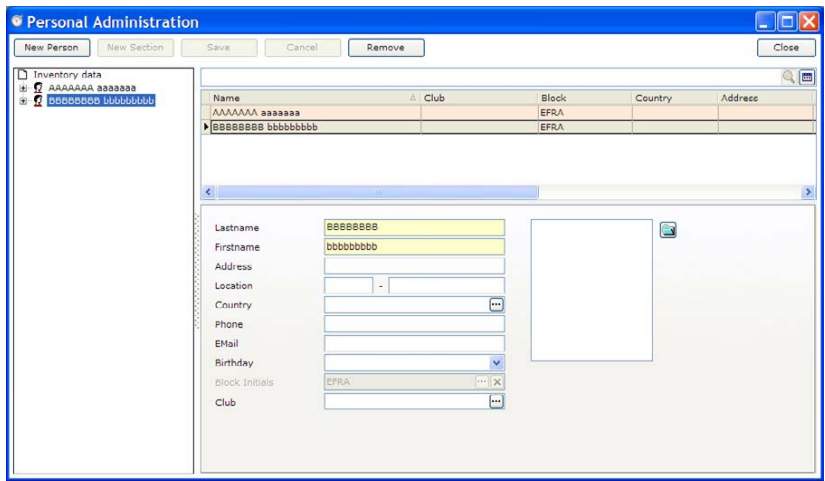 Personal Administration
New Person New Section Save Cancel Remove Close
Inventory data
AAAAAAA aaaaaaa
BBBBBBBB bbbbbbbbb
Name Club Block Country Address
AAAAAAA aaaaaaa EFRA
BBBBBBBB bbbbbbbbb EFRA
Lastname BBBBBBBB
Firstname bbbbbbbbb
Address
Location -
Country
Phone
EMail
Birthday
Block Initials EFRA
Club